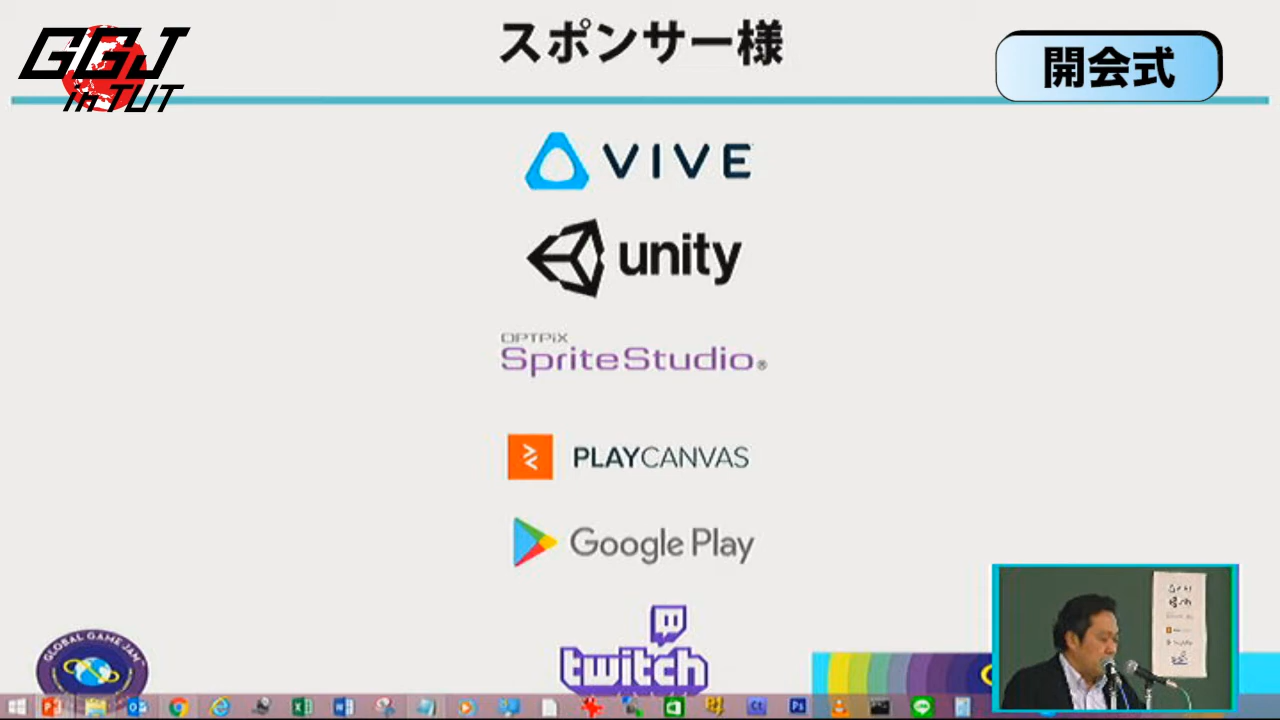 GGJ
in TUT
スポンサー様
開会式
VIVE
unity
OPTPiX
SpriteStudio®
PLAYCANVAS
Google Play
GLOBAL GAME JAM
twitch